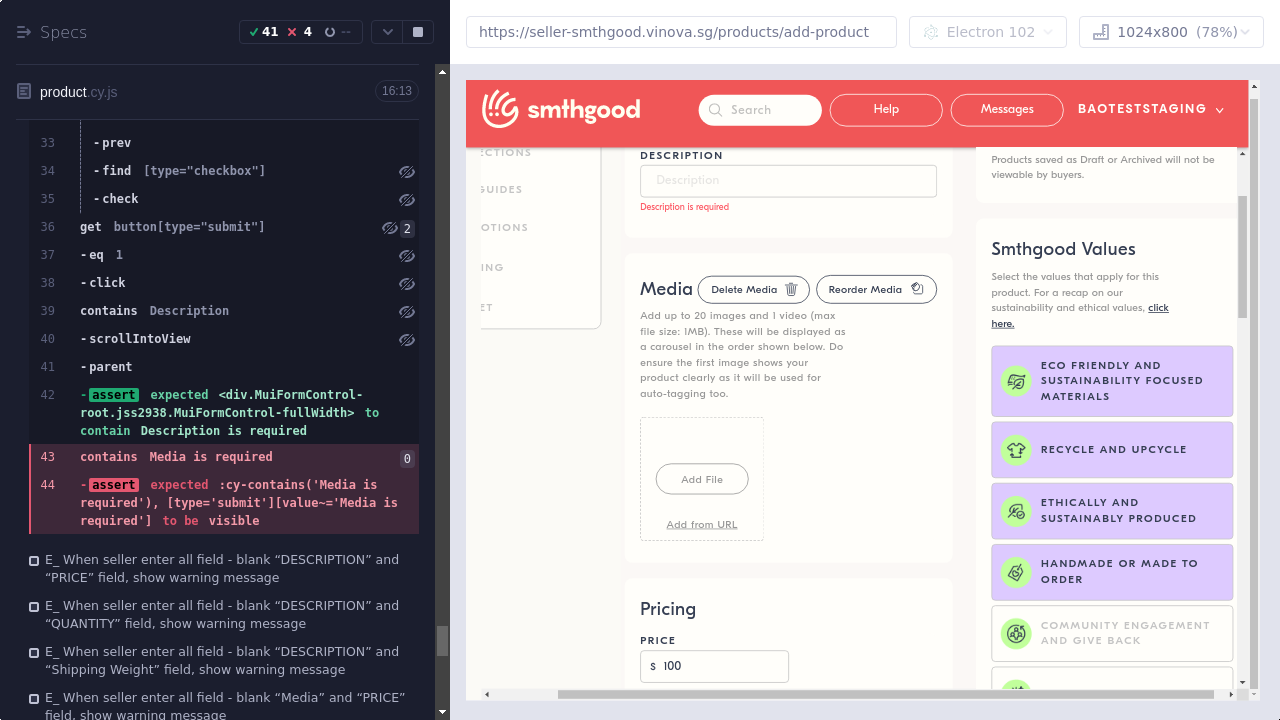 Specs
41
4
--
product.cy.js
16:13
33 -prev
34 -find [type="checkbox"]
35 -check
36 get button[type="submit"] 2
37 -eq 1
38 -click
39 contains Description
40 -scrollIntoView
41 -parent
42 -assert expected <div.MuiFormControl-
root.jss2938.MuiFormControl-fullWidth> to
contain Description is required
43 contains Media is required 0
44 -assert expected :cy-contains('Media is
required'), [type='submit'][value~='Media is
required'] to be visible
E_ When seller enter all field - blank “DESCRIPTION” and
“PRICE” field, show warning message
E_ When seller enter all field - blank “DESCRIPTION” and
“QUANTITY” field, show warning message
E_ When seller enter all field - blank “DESCRIPTION” and
“Shipping Weight” field, show warning message
E_ When seller enter all field - blank “Media” and “PRICE”
field, show warning message
https://seller-smthgood.vinova.sg/products/add-product
Electron 102
1024x800 (78%)
smthgood
Search
Help
Messages
BAOTESTSTAGING
ECTIONS
GUIDES
OTIONS
ING
ET
DESCRIPTION
Description
Description is required
Media
Delete Media
Reorder Media
Add up to 20 images and 1 video (max
file size: 1MB). These will be displayed as
a carousel in the order shown below. Do
ensure the first image shows your
product clearly as it will be used for
auto-tagging too.
Add File
Add from URL
Pricing
PRICE
$ 100
Products saved as Draft or Archived will not be
viewable by buyers.
Smthgood Values
Select the values that apply for this
product. For a recap on our
sustainability and ethical values, click
here.
ECO FRIENDLY AND
SUSTAINABILITY FOCUSED
MATERIALS
RECYCLE AND UPCYCLE
ETHICALLY AND
SUSTAINABLY PRODUCED
HANDMADE OR MADE TO
ORDER
COMMUNITY ENGAGEMENT
AND GIVE BACK